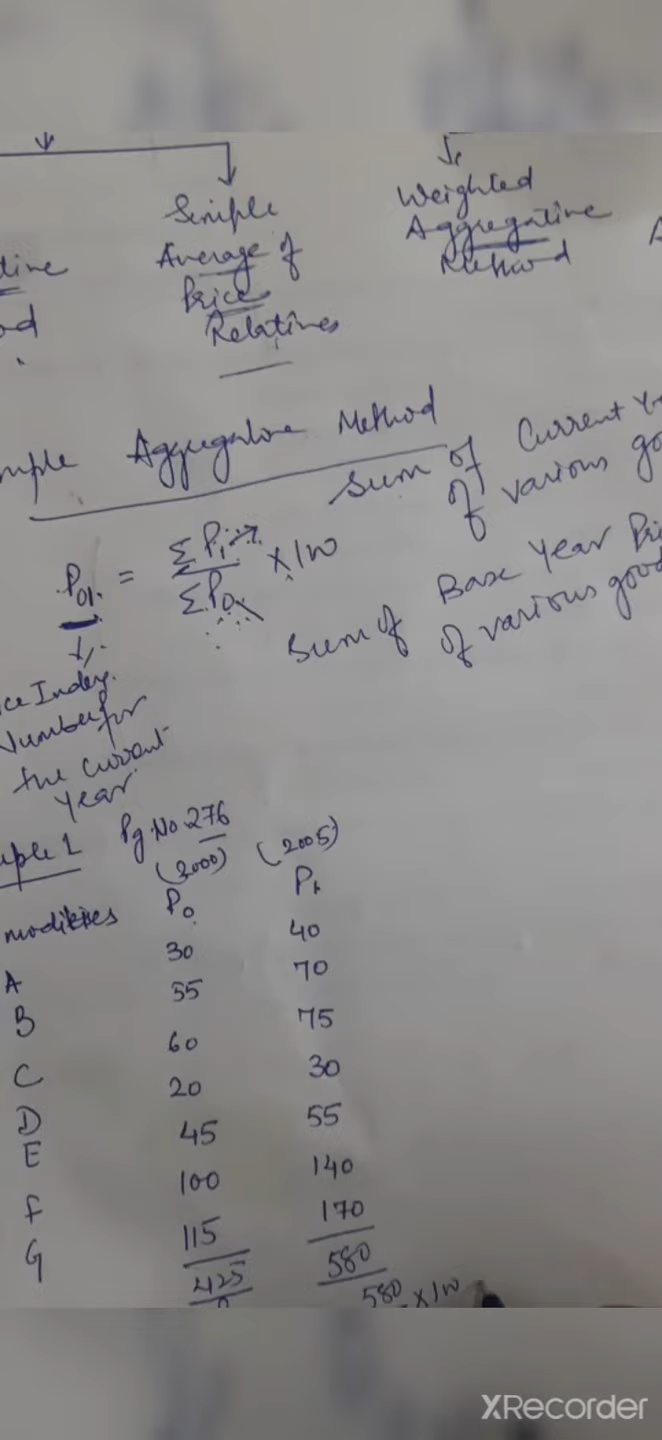 Simple
Average of
Price
Relatives
Weighted
Aggregative
Method
Aggregative Method
P01 = ΣP1 / ΣP0 × 100
Sum of Current
of various
Sum of Base Year
of various
Index
Number for
the current
year
1 Pg. No. 276
(2000) (2005)
P0 P1
A 30 40
B 55 70
C 60 75
D 20 30
E 45 55
F 100 140
G 115 170
425 580
580 × 100
XRecorder